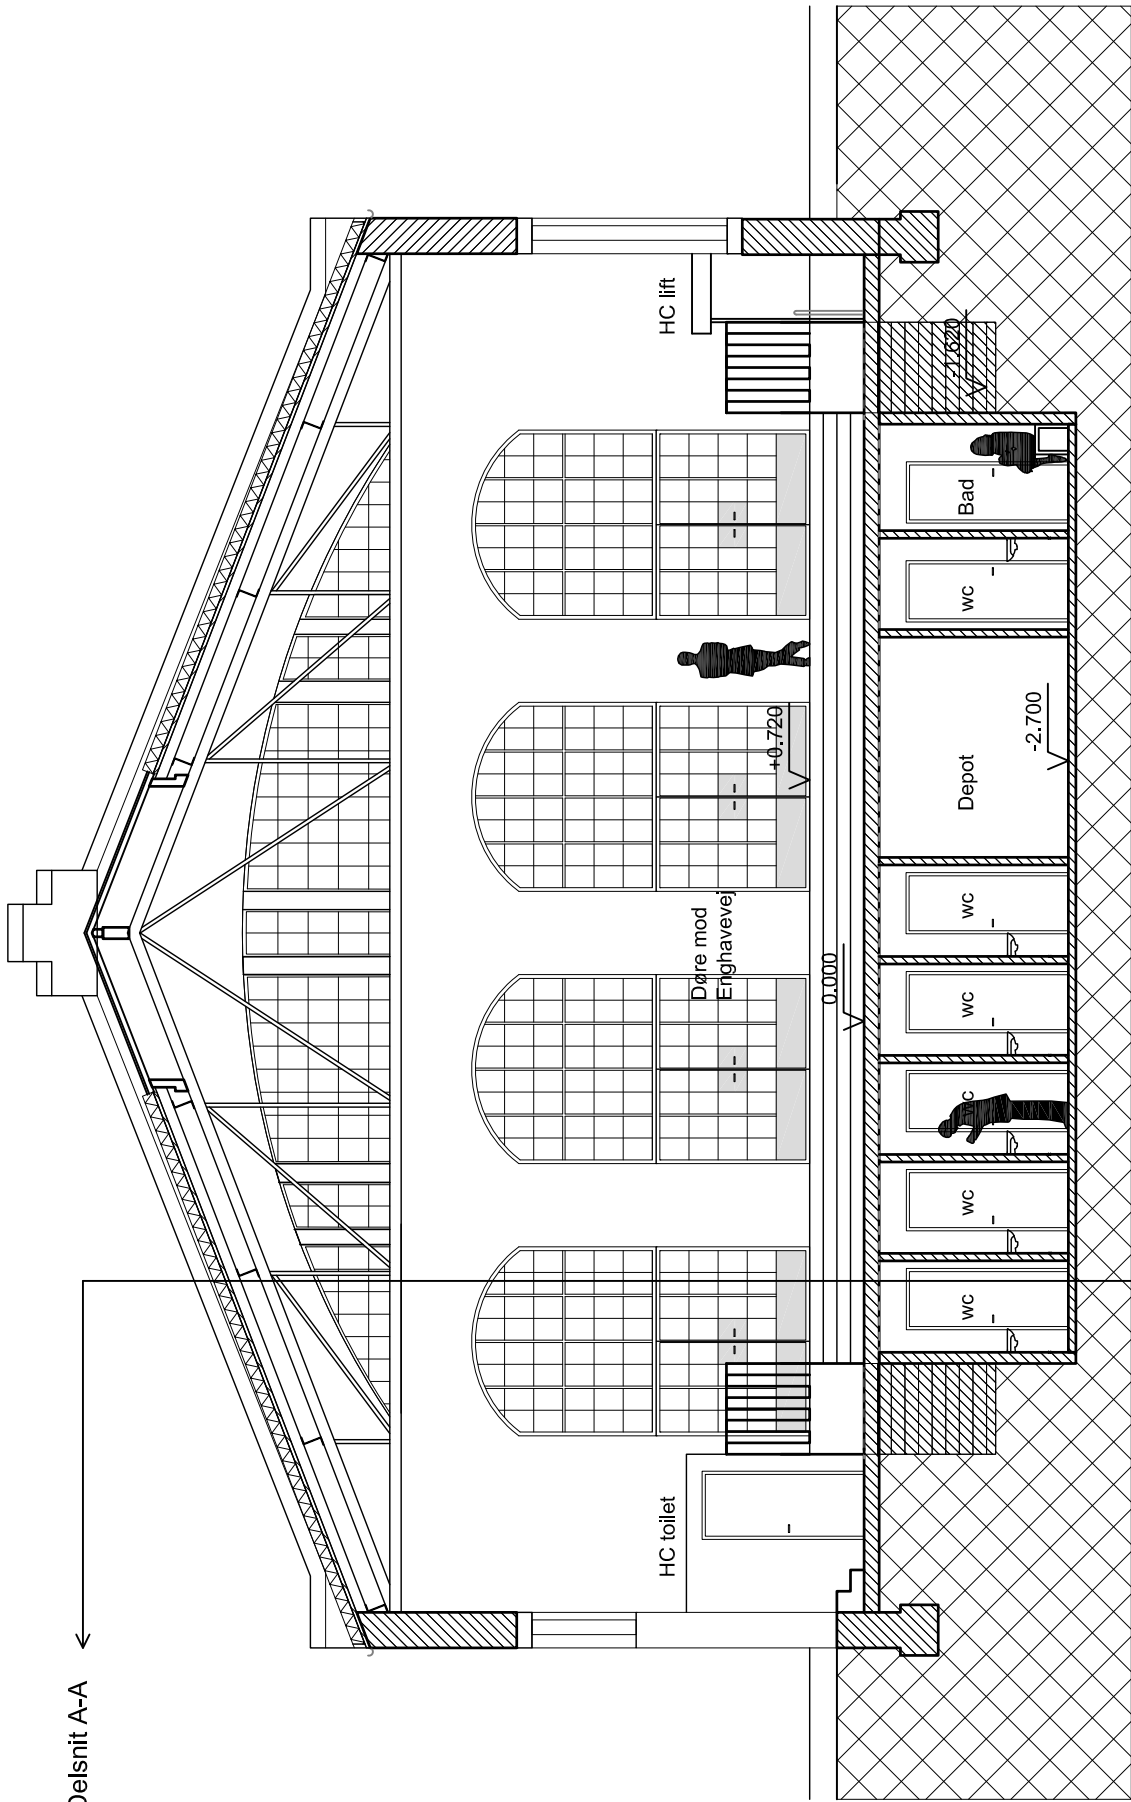 Delsnit A-A
HC toilet
HC lift
Døre mod
Enghavevej
+0.720
0.000
-1.620
wc
wc
wc
wc
wc
Depot
wc
Bad
-2.700